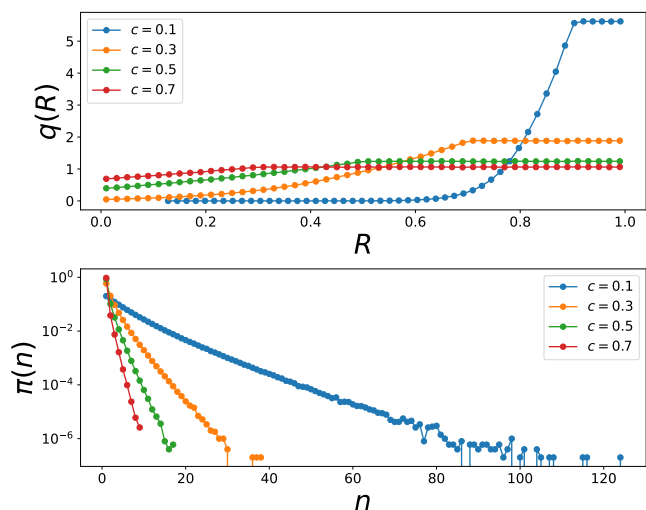 5
4
3
2
1
0
q(R)
c = 0.1
c = 0.3
c = 0.5
c = 0.7
0.0 0.2 0.4 0.6 0.8 1.0
R
10⁰
10⁻²
10⁻⁴
10⁻⁶
π(n)
c = 0.1
c = 0.3
c = 0.5
c = 0.7
0 20 40 60 80 100 120
n